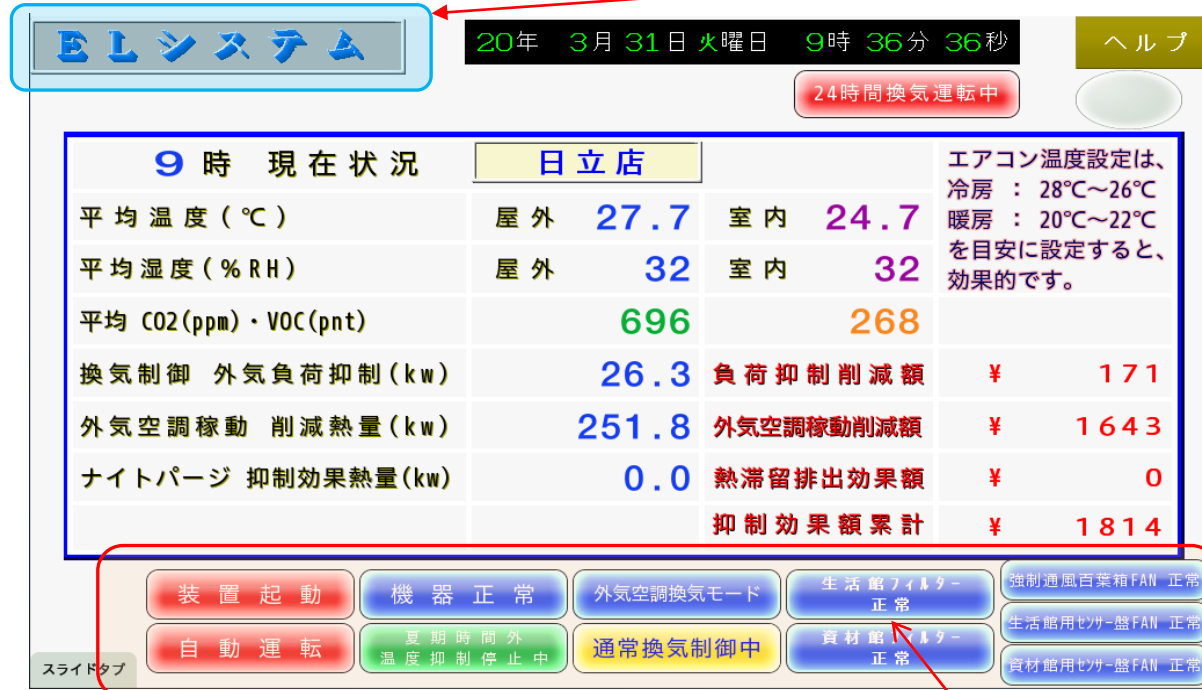 ELシステム
20年 3月 31日 火曜日 9時 36分 36秒
ヘルプ
24時間換気運転中
9時 現在状況 日立店
エアコン温度設定は、
冷房 : 28℃～26℃
暖房 : 20℃～22℃
を目安に設定すると、
効果的です。
平均温度(℃) 屋外 27.7 室内 24.7
平均湿度(%RH) 屋外 32 室内 32
平均 CO2(ppm)・VOC(pnt) 696 268
換気制御 外気負荷抑制(kw) 26.3 負荷抑制削減額 ¥ 171
外気空調稼動 削減熱量(kw) 251.8 外気空調稼動削減額 ¥ 1643
ナイトパージ 抑制効果熱量(kw) 0.0 熱滞留排出効果額 ¥ 0
抑制効果額累計 ¥ 1814
装置起動 機器正常 外気空調換気モード
生活館フィルター
正常
強制通風百葉箱FAN 正常
生活館用センサー盤FAN 正常
自動運転
夏期時間外
温度抑制停止中
通常換気制御中
資材館フィルター
正常
資材館用センサー盤FAN 正常
スライドタブ